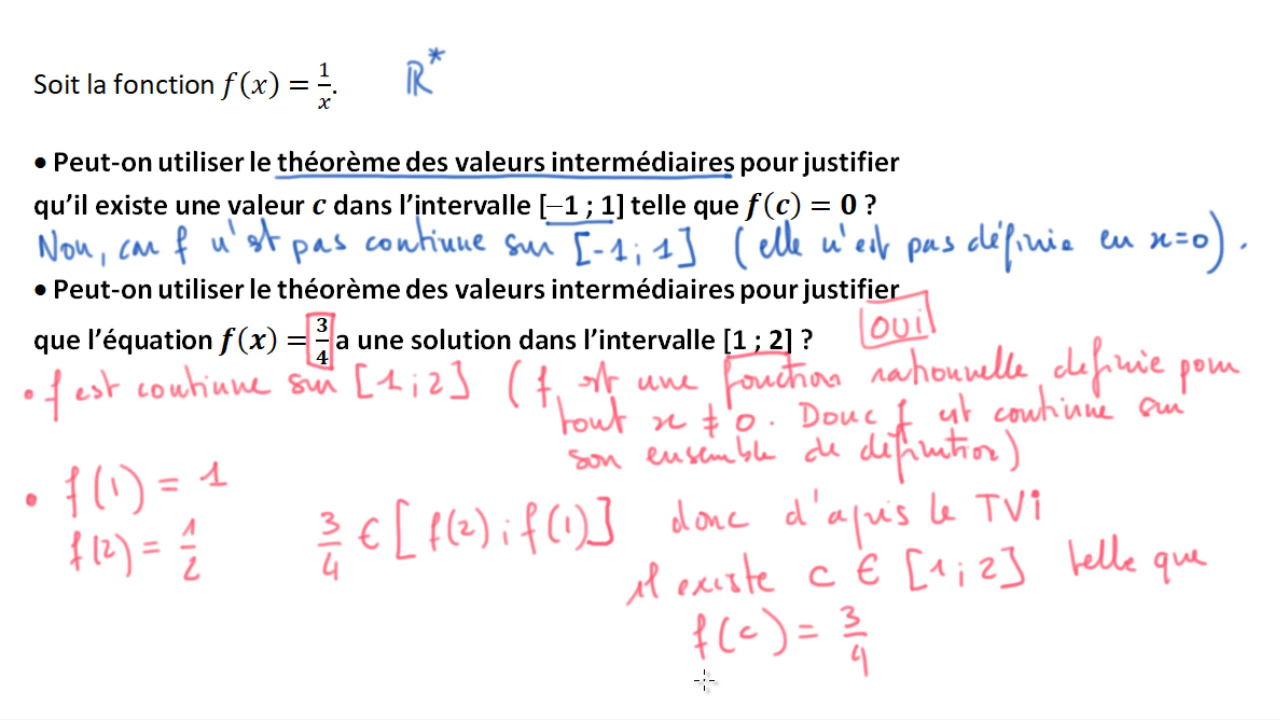 Soit la fonction f(x) = 1/x. ℝ*
• Peut-on utiliser le théorème des valeurs intermédiaires pour justifier
qu'il existe une valeur c dans l'intervalle [−1 ; 1] telle que f(c) = 0 ?
Non, car f n'est pas continue sur [-1 ; 1] (elle n'est pas définie en x=0).
• Peut-on utiliser le théorème des valeurs intermédiaires pour justifier
que l'équation f(x) = 3/4 a une solution dans l'intervalle [1 ; 2] ? OUI
• f est continue sur [1 ; 2] (f est une fonction rationnelle definie pour
tout x ≠ 0. Donc f est continue sur
son ensemble de definition)
• f(1) = 1
f(2) = 1/2
3/4 ∈ [f(2) ; f(1)] donc d'apris le TVi
il existe c ∈ [1 ; 2] telle que
f(c) = 3/4